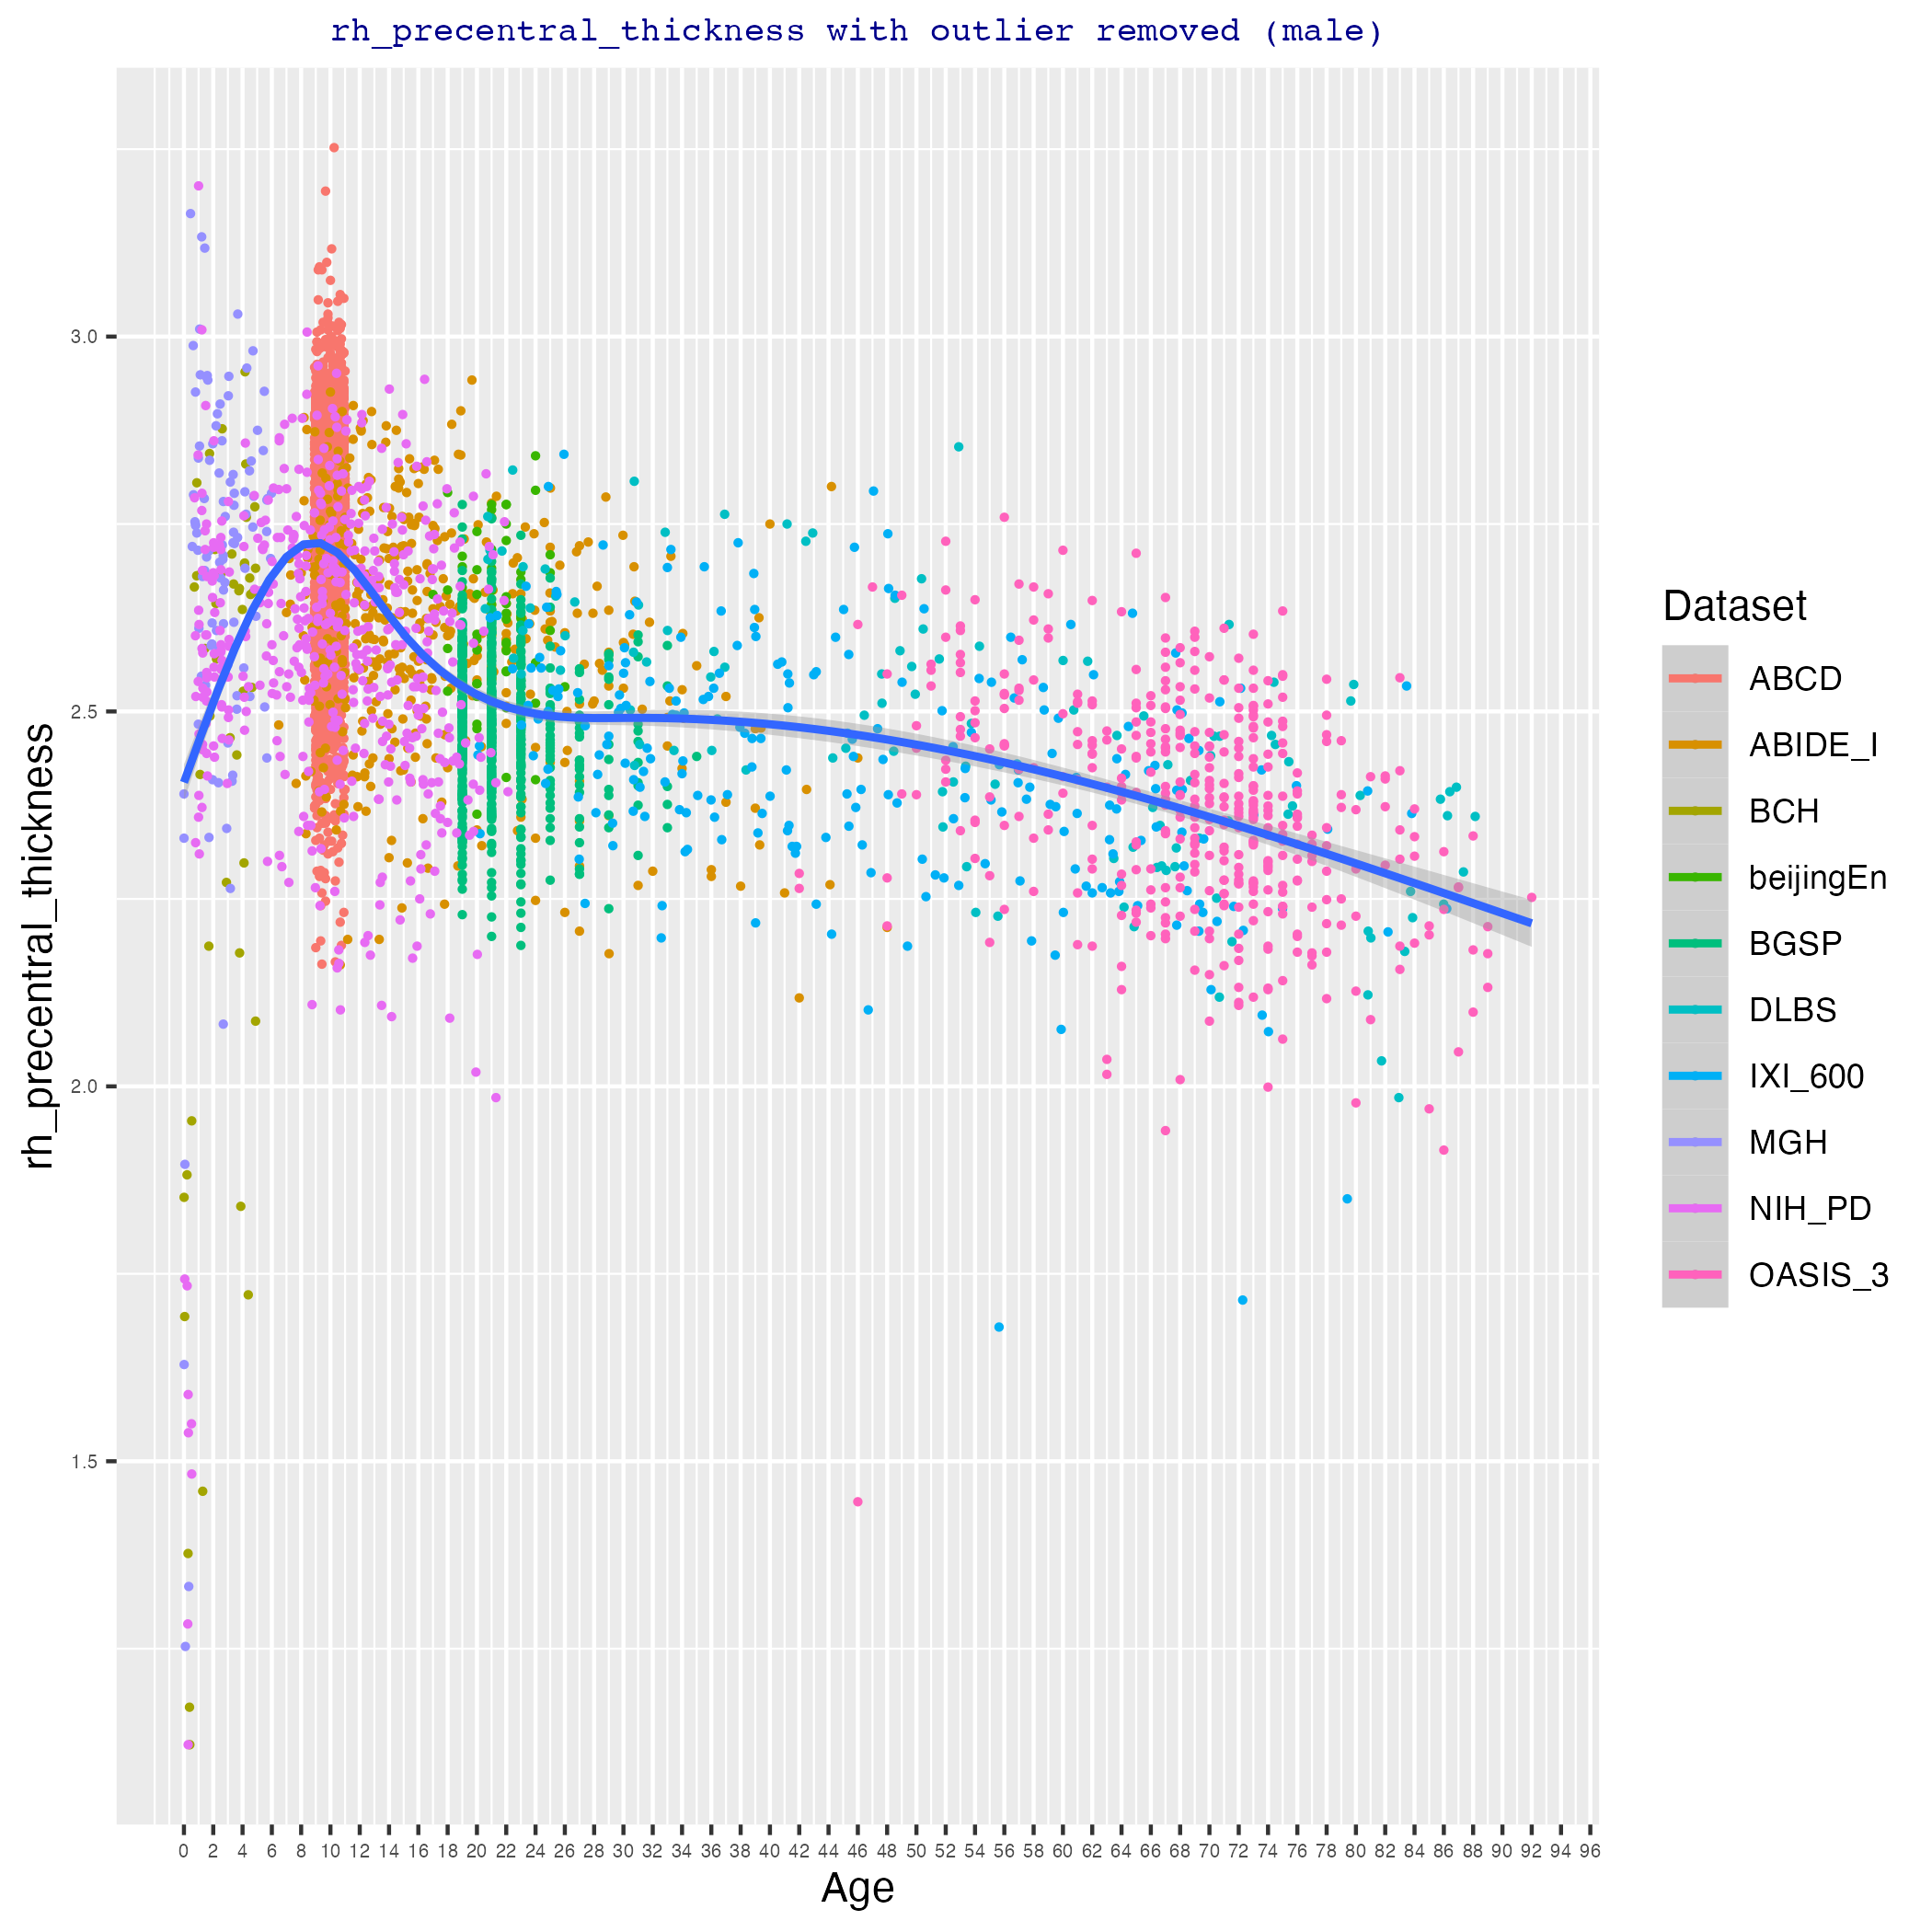 rh_precentral_thickness with outlier removed (male)
rh_precentral_thickness
3.0
2.5
2.0
1.5
0 2 4 6 8 10 12 14 16 18 20 22 24 26 28 30 32 34 36 38 40 42 44 46 48 50 52 54 56 58 60 62 64 66 68 70 72 74 76 78 80 82 84 86 88 90 92 94 96
Age
Dataset
ABCD
ABIDE_I
BCH
beijingEn
BGSP
DLBS
IXI_600
MGH
NIH_PD
OASIS_3